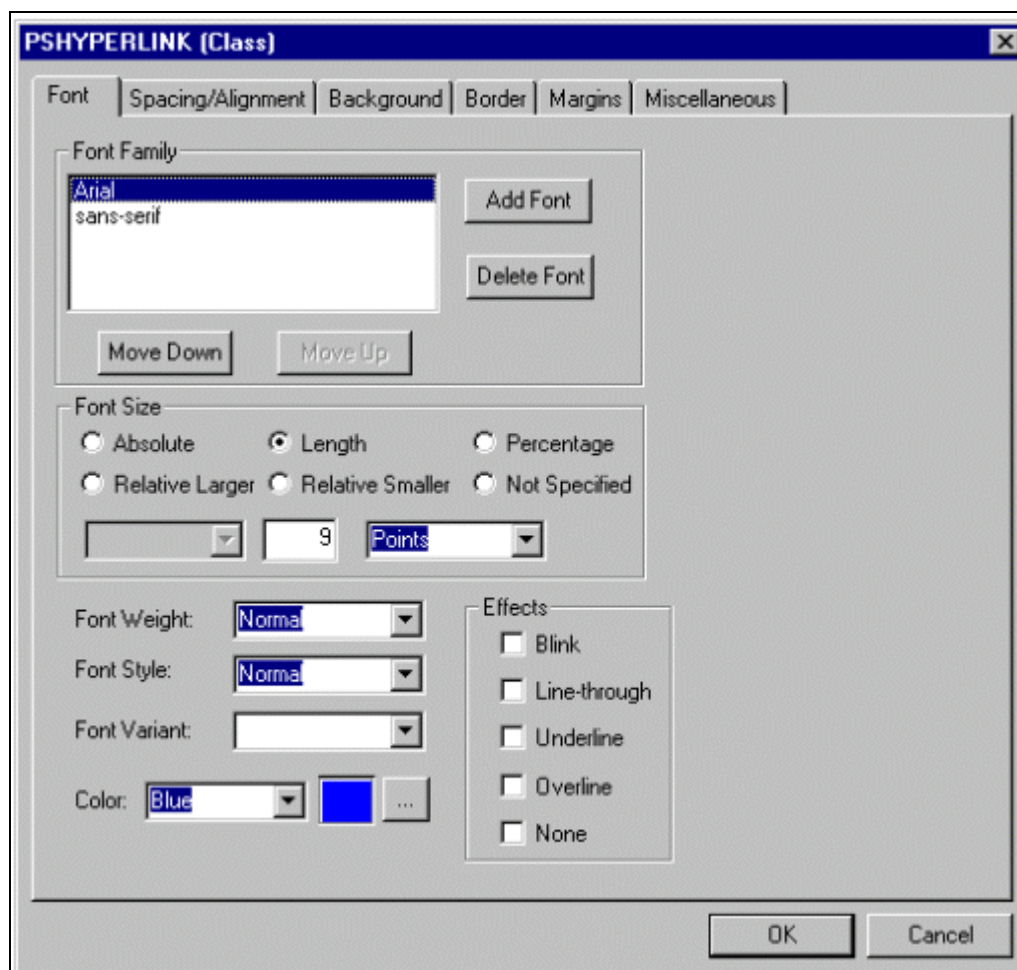 PSHYPERLINK (Class)
Font Spacing/Alignment Background Border Margins Miscellaneous
Font Family
Arial
sans-serif
Add Font
Delete Font
Move Down Move Up
Font Size
Absolute Length Percentage
Relative Larger Relative Smaller Not Specified
9 Points
Font Weight: Normal
Font Style: Normal
Font Variant:
Color: Blue ...
Effects
Blink
Line-through
Underline
Overline
None
OK Cancel